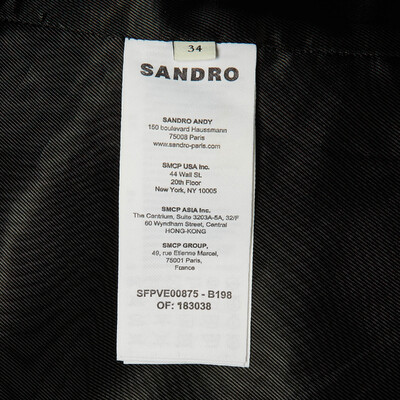 34
SANDRO
SANDRO ANDY
150 boulevard Haussmann
75008 Paris
www.sandro-paris.com
SMCP USA Inc.
44 Wall St.
20th Floor
New York, NY 10005
SMCP ASIA Inc.
The Centrium, Suite 3203A-5A, 32/F
60 Wyndham Street, Central
HONG-KONG
SMCP GROUP,
49, rue Etienne Marcel,
75001 Paris,
France
SFPVE00875 - B198
OF: 183038